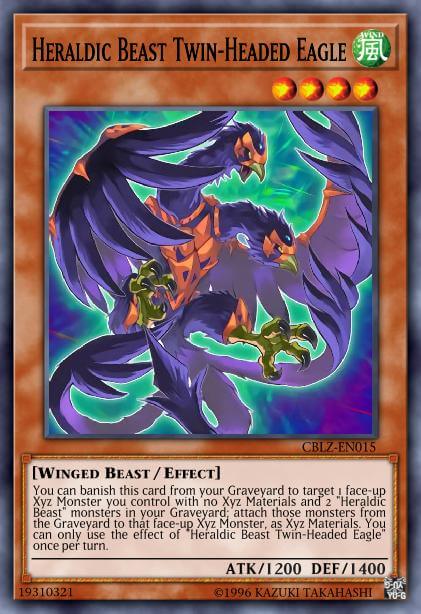 Heraldic Beast Twin-Headed Eagle
WIND
風
CBLZ-EN015
[Winged Beast / Effect]
You can banish this card from your Graveyard to target 1 face-up
Xyz Monster you control with no Xyz Materials and 2 "Heraldic
Beast" monsters in your Graveyard; attach those monsters from
the Graveyard to that face-up Xyz Monster, as Xyz Materials. You
can only use the effect of "Heraldic Beast Twin-Headed Eagle"
once per turn.
ATK/1200 DEF/1400
19310321
©1996 KAZUKI TAKAHASHI